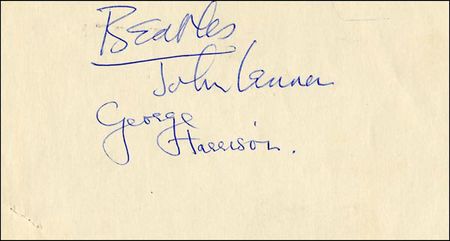 Beatles
John Lennon
George
Harrison.